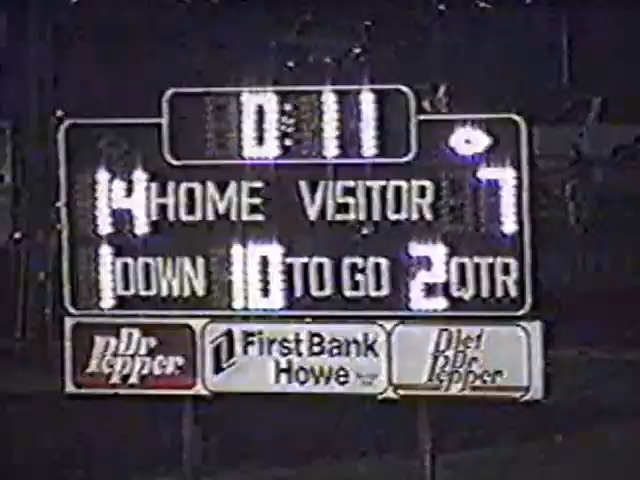 0:11
14 HOME VISITOR 7
1 DOWN 10 TO GO 2 QTR
Dr Pepper
First Bank
Howe
Diet Dr Pepper